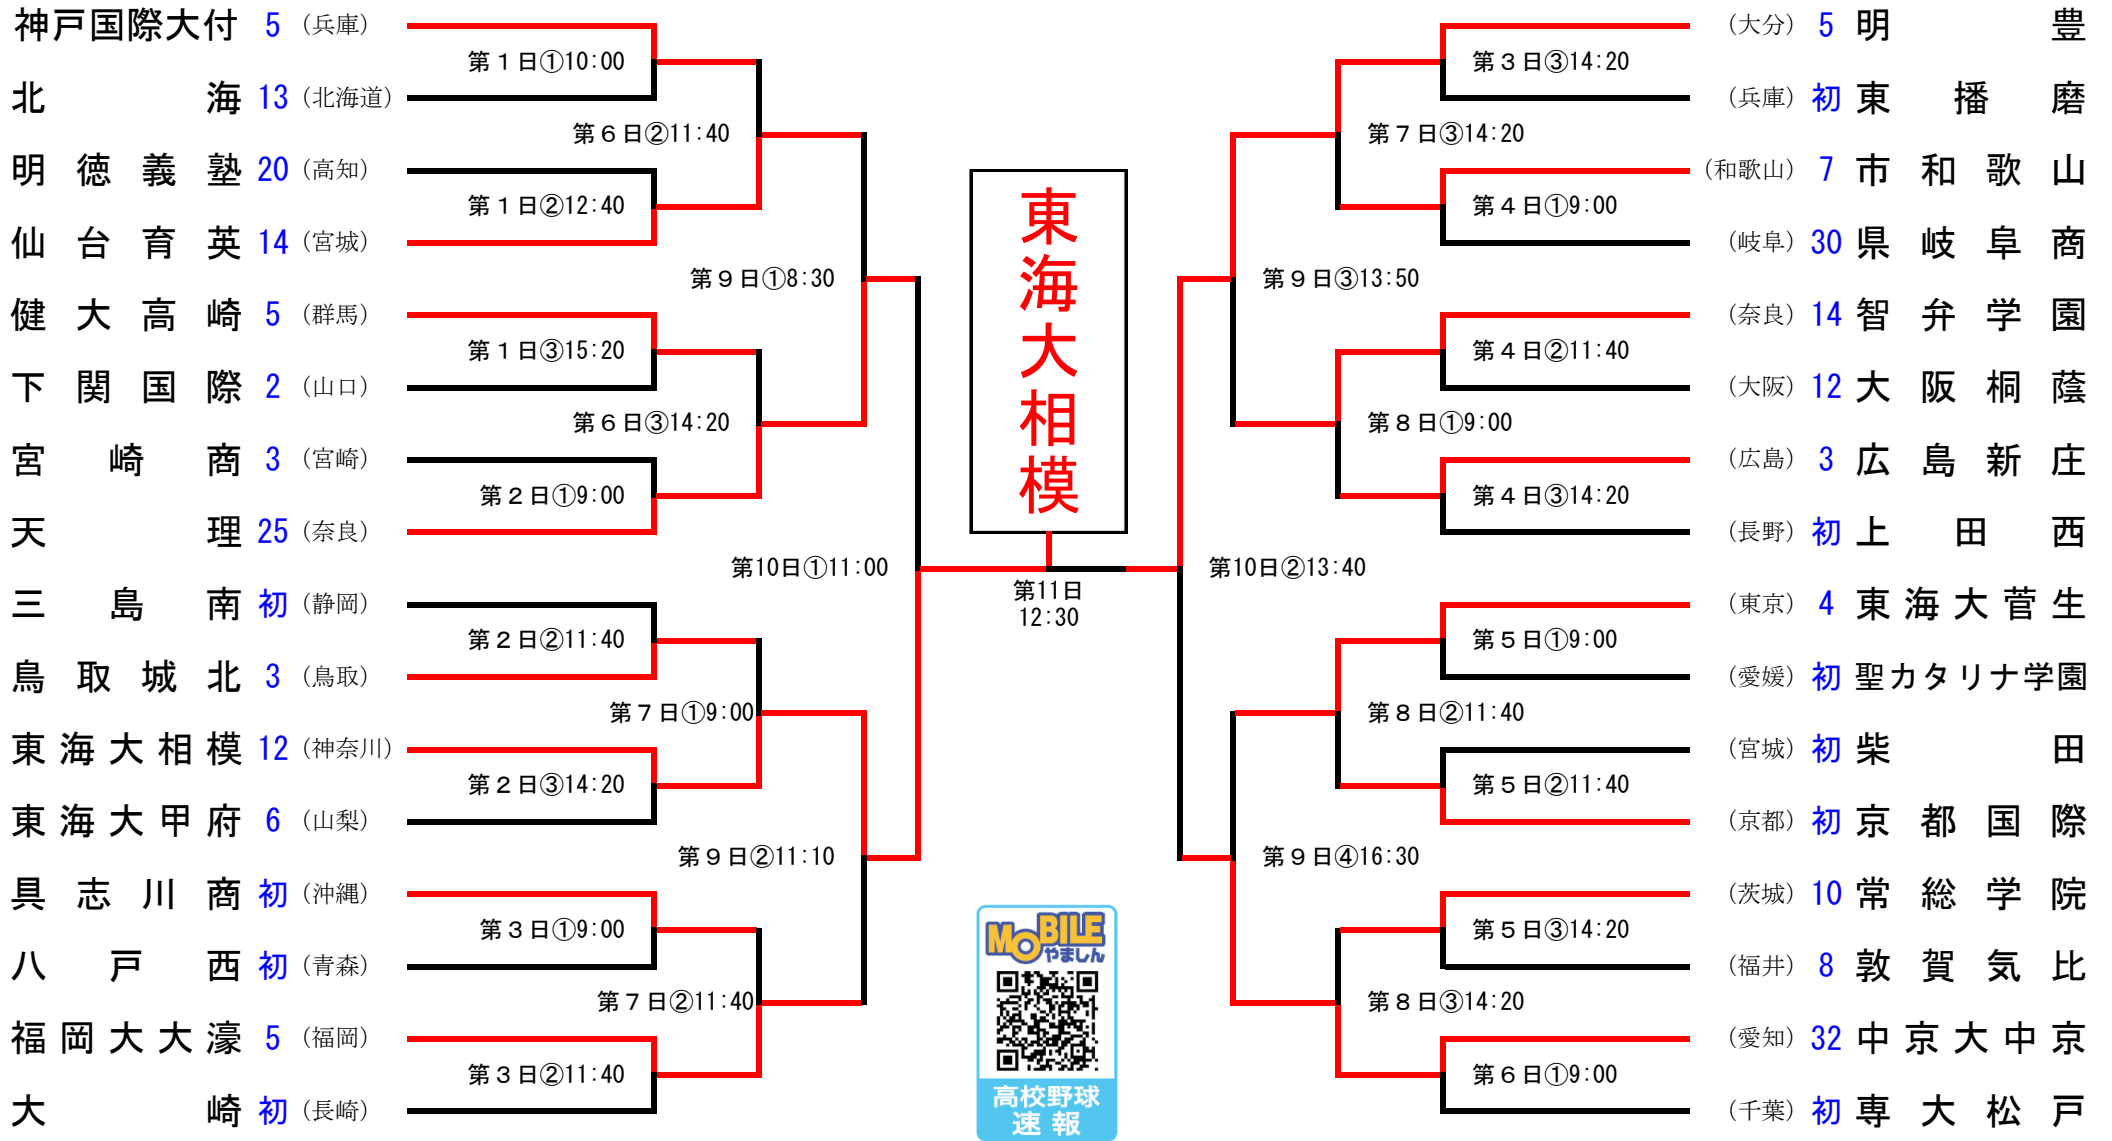 神戸国際大付 5 (兵庫)
第1日①10:00
北海 13 (北海道)
第6日②11:40
明徳義塾 20 (高知)
第1日②12:40
仙台育英 14 (宮城)
第9日①8:30
健大高崎 5 (群馬)
第1日③15:20
下関国際 2 (山口)
第6日③14:20
宮崎商 3 (宮崎)
第2日①9:00
天理 25 (奈良)
第10日①11:00
三島南 初 (静岡)
第2日②11:40
鳥取城北 3 (鳥取)
第7日①9:00
東海大相模 12 (神奈川)
第2日③14:20
東海大甲府 6 (山梨)
第9日②11:10
具志川商 初 (沖縄)
第3日①9:00
八戸西 初 (青森)
第7日②11:40
福岡大大濠 5 (福岡)
第3日②11:40
大崎 初 (長崎)
東海大相模
第11日
12:30
MOBILE
やましん
高校野球
速報
(大分) 5 明豊
第3日③14:20
(兵庫) 初 東播磨
第7日③14:20
(和歌山) 7 市和歌山
第4日①9:00
(岐阜) 30 県岐阜商
第9日③13:50
(奈良) 14 智弁学園
第4日②11:40
(大阪) 12 大阪桐蔭
第8日①9:00
(広島) 3 広島新庄
第4日③14:20
(長野) 初 上田西
第10日②13:40
(東京) 4 東海大菅生
第5日①9:00
(愛媛) 初 聖カタリナ学園
第8日②11:40
(宮城) 初 柴田
第5日②11:40
(京都) 初 京都国際
第9日④16:30
(茨城) 10 常総学院
第5日③14:20
(福井) 8 敦賀気比
第8日③14:20
(愛知) 32 中京大中京
第6日①9:00
(千葉) 初 専大松戸